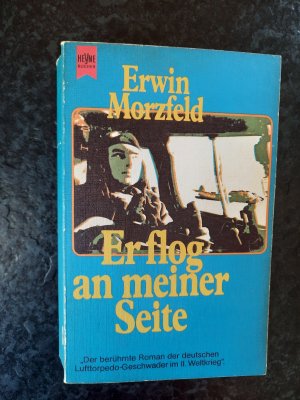 HEYNE
BÜCHER
Erwin
Morzfeld
Er flog
an meiner
Seite
„Der berühmte Roman der deutschen
Lufttorpedo-Geschwader im II. Weltkrieg".